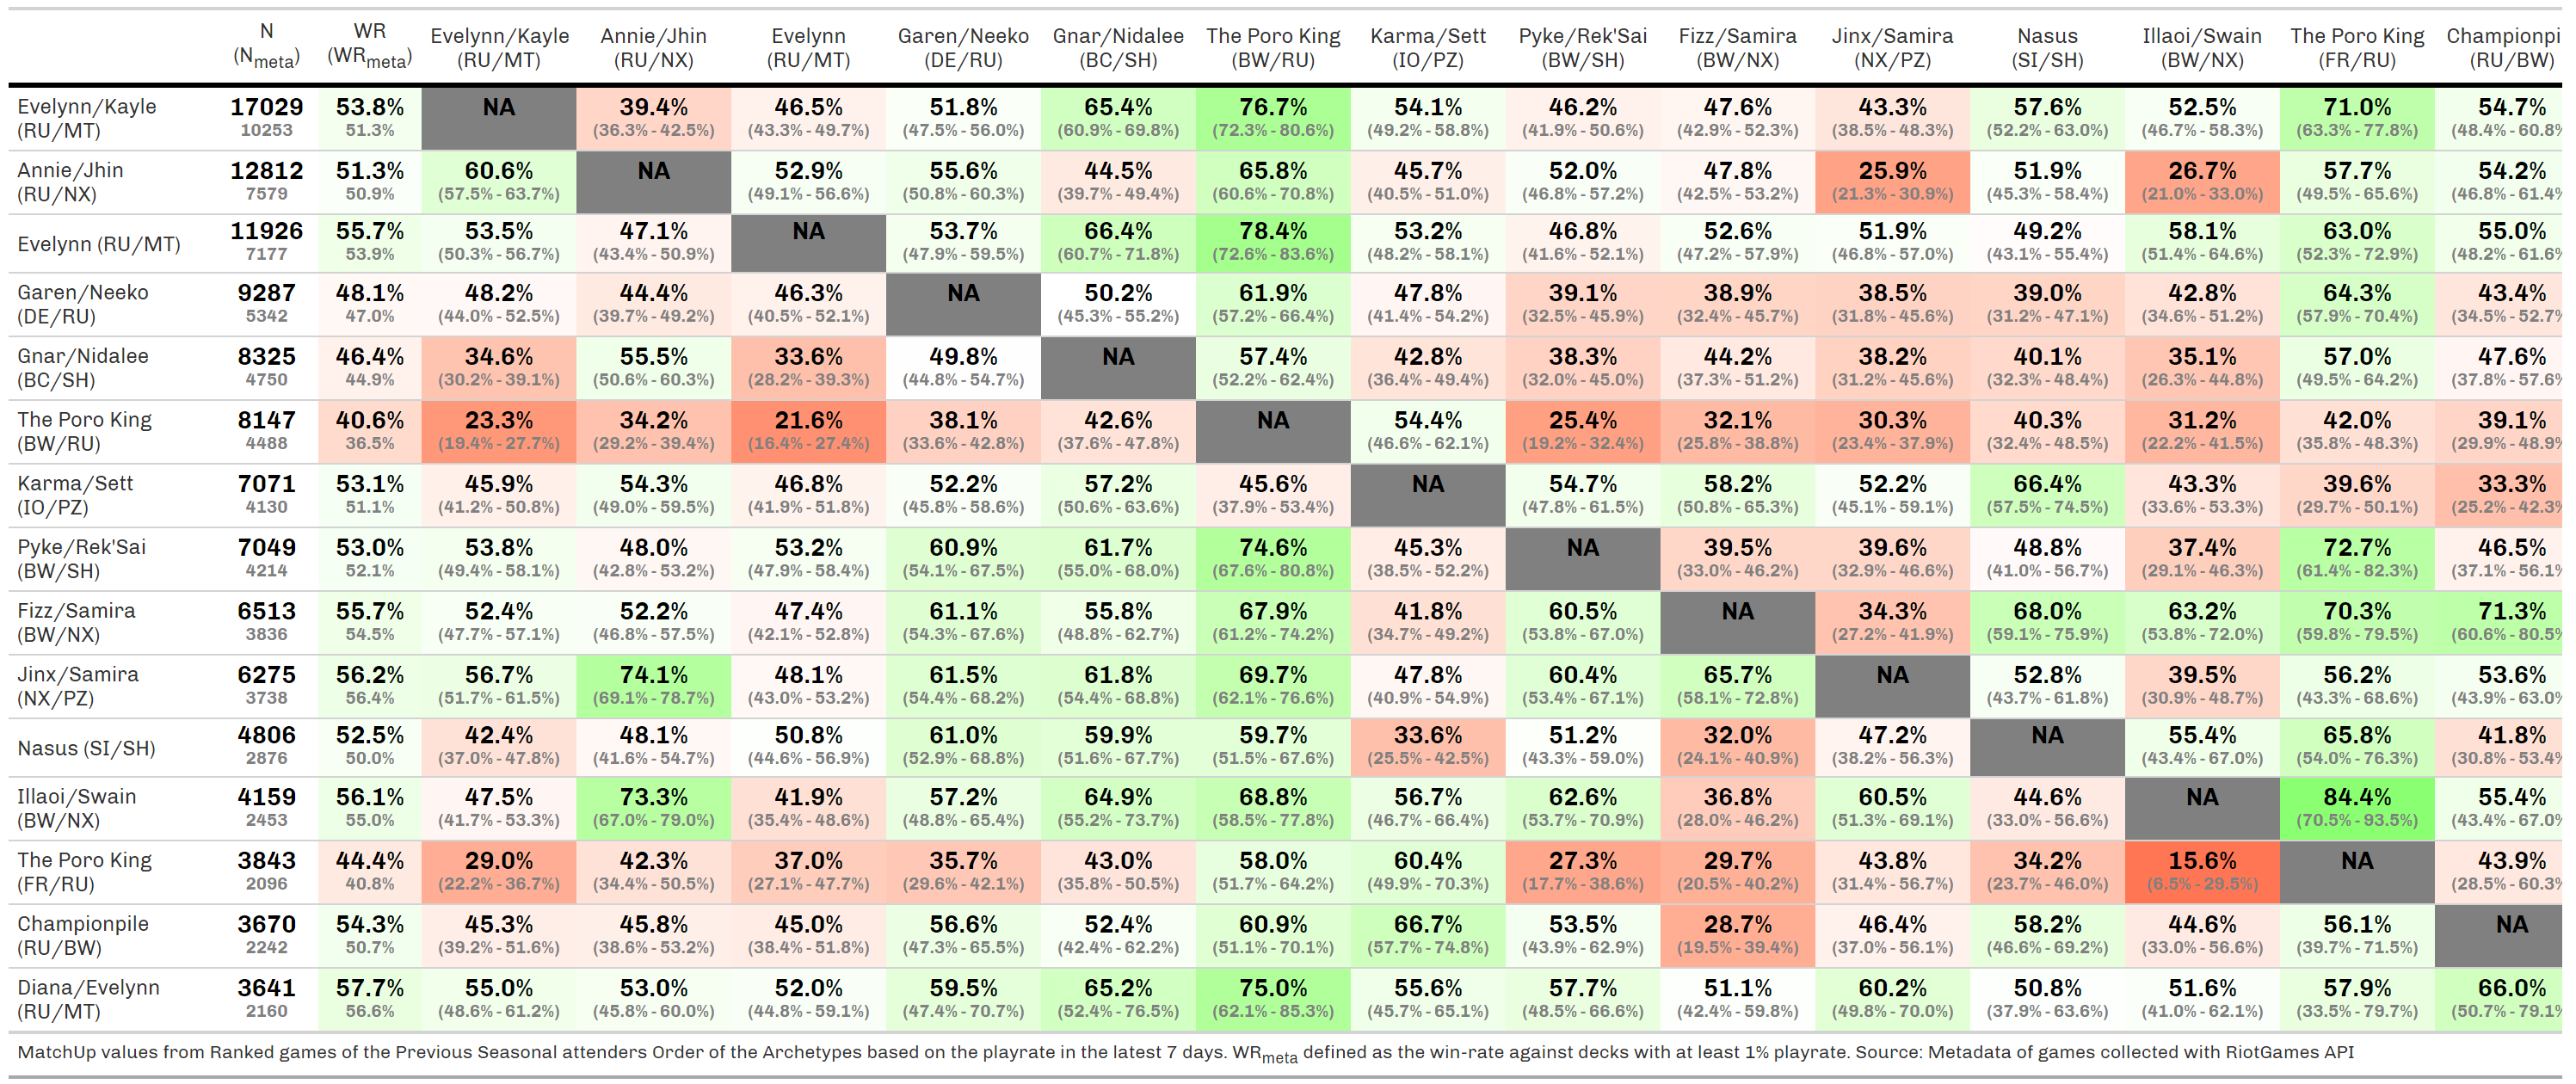 N WR Evelynn/Kayle Annie/Jhin Evelynn Garen/Neeko Gnar/Nidalee The Poro King Karma/Sett Pyke/Rek'Sai Fizz/Samira Jinx/Samira Nasus Illaoi/Swain The Poro King Championpi
(Nmeta) (WRmeta) (RU/MT) (RU/NX) (RU/MT) (DE/RU) (BC/SH) (BW/RU) (IO/PZ) (BW/SH) (BW/NX) (NX/PZ) (SI/SH) (BW/NX) (FR/RU) (RU/BW)
Evelynn/Kayle 17029 53.8% NA 39.4% 46.5% 51.8% 65.4% 76.7% 54.1% 46.2% 47.6% 43.3% 57.6% 52.5% 71.0% 54.7%
(RU/MT) 10253 51.3% (36.3% - 42.5%) (43.3% - 49.7%) (47.5% - 56.0%) (60.9% - 69.8%) (72.3% - 80.6%) (49.2% - 58.8%) (41.9% - 50.6%) (42.9% - 52.3%) (38.5% - 48.3%) (52.2% - 63.0%) (46.7% - 58.3%) (63.3% - 77.8%) (48.4% - 60.8%
Annie/Jhin 12812 51.3% 60.6% NA 52.9% 55.6% 44.5% 65.8% 45.7% 52.0% 47.8% 25.9% 51.9% 26.7% 57.7% 54.2%
(RU/NX) 7579 50.9% (57.5% - 63.7%) (49.1% - 56.6%) (50.8% - 60.3%) (39.7% - 49.4%) (60.6% - 70.8%) (40.5% - 51.0%) (46.8% - 57.2%) (42.5% - 53.2%) (21.3% - 30.9%) (45.3% - 58.4%) (21.0% - 33.0%) (49.5% - 65.6%) (46.8% - 61.4%
Evelynn (RU/MT) 11926 55.7% 53.5% 47.1% NA 53.7% 66.4% 78.4% 53.2% 46.8% 52.6% 51.9% 49.2% 58.1% 63.0% 55.0%
7177 53.9% (50.3% - 56.7%) (43.4% - 50.9%) (47.9% - 59.5%) (60.7% - 71.8%) (72.6% - 83.6%) (48.2% - 58.1%) (41.6% - 52.1%) (47.2% - 57.9%) (46.8% - 57.0%) (43.1% - 55.4%) (51.4% - 64.6%) (52.3% - 72.9%) (48.2% - 61.6%
Garen/Neeko 9287 48.1% 48.2% 44.4% 46.3% NA 50.2% 61.9% 47.8% 39.1% 38.9% 38.5% 39.0% 42.8% 64.3% 43.4%
(DE/RU) 5342 47.0% (44.0% - 52.5%) (39.7% - 49.2%) (40.5% - 52.1%) (45.3% - 55.2%) (57.2% - 66.4%) (41.4% - 54.2%) (32.5% - 45.9%) (32.4% - 45.7%) (31.8% - 45.6%) (31.2% - 47.1%) (34.6% - 51.2%) (57.9% - 70.4%) (34.5% - 52.7%
Gnar/Nidalee 8325 46.4% 34.6% 55.5% 33.6% 49.8% NA 57.4% 42.8% 38.3% 44.2% 38.2% 40.1% 35.1% 57.0% 47.6%
(BC/SH) 4750 44.9% (30.2% - 39.1%) (50.6% - 60.3%) (28.2% - 39.3%) (44.8% - 54.7%) (52.2% - 62.4%) (36.4% - 49.4%) (32.0% - 45.0%) (37.3% - 51.2%) (31.2% - 45.6%) (32.3% - 48.4%) (26.3% - 44.8%) (49.5% - 64.2%) (37.8% - 57.6%
The Poro King 8147 40.6% 23.3% 34.2% 21.6% 38.1% 42.6% NA 54.4% 25.4% 32.1% 30.3% 40.3% 31.2% 42.0% 39.1%
(BW/RU) 4488 36.5% (19.4% - 27.7%) (29.2% - 39.4%) (16.4% - 27.4%) (33.6% - 42.8%) (37.6% - 47.8%) (46.6% - 62.1%) (19.2% - 32.4%) (25.8% - 38.8%) (23.4% - 37.9%) (32.4% - 48.5%) (22.2% - 41.5%) (35.8% - 48.3%) (29.9% - 48.9%
Karma/Sett 7071 53.1% 45.9% 54.3% 46.8% 52.2% 57.2% 45.6% NA 54.7% 58.2% 52.2% 66.4% 43.3% 39.6% 33.3%
(IO/PZ) 4130 51.1% (41.2% - 50.8%) (49.0% - 59.5%) (41.9% - 51.8%) (45.8% - 58.6%) (50.6% - 63.6%) (37.9% - 53.4%) (47.8% - 61.5%) (50.8% - 65.3%) (45.1% - 59.1%) (57.5% - 74.5%) (33.6% - 53.3%) (29.7% - 50.1%) (25.2% - 42.3%
Pyke/Rek'Sai 7049 53.0% 53.8% 48.0% 53.2% 60.9% 61.7% 74.6% 45.3% NA 39.5% 39.6% 48.8% 37.4% 72.7% 46.5%
(BW/SH) 4214 52.1% (49.4% - 58.1%) (42.8% - 53.2%) (47.9% - 58.4%) (54.1% - 67.5%) (55.0% - 68.0%) (67.6% - 80.8%) (38.5% - 52.2%) (33.0% - 46.2%) (32.9% - 46.6%) (41.0% - 56.7%) (29.1% - 46.3%) (61.4% - 82.3%) (37.1% - 56.1%
Fizz/Samira 6513 55.7% 52.4% 52.2% 47.4% 61.1% 55.8% 67.9% 41.8% 60.5% NA 34.3% 68.0% 63.2% 70.3% 71.3%
(BW/NX) 3836 54.5% (47.7% - 57.1%) (46.8% - 57.5%) (42.1% - 52.8%) (54.3% - 67.6%) (48.8% - 62.7%) (61.2% - 74.2%) (34.7% - 49.2%) (53.8% - 67.0%) (27.2% - 41.9%) (59.1% - 75.9%) (53.8% - 72.0%) (59.8% - 79.5%) (60.6% - 80.5%
Jinx/Samira 6275 56.2% 56.7% 74.1% 48.1% 61.5% 61.8% 69.7% 47.8% 60.4% 65.7% NA 52.8% 39.5% 56.2% 53.6%
(NX/PZ) 3738 56.4% (51.7% - 61.5%) (69.1% - 78.7%) (43.0% - 53.2%) (54.4% - 68.2%) (54.4% - 68.8%) (62.1% - 76.6%) (40.9% - 54.9%) (53.4% - 67.1%) (58.1% - 72.8%) (43.7% - 61.8%) (30.9% - 48.7%) (43.3% - 68.6%) (43.9% - 63.0%
Nasus (SI/SH) 4806 52.5% 42.4% 48.1% 50.8% 61.0% 59.9% 59.7% 33.6% 51.2% 32.0% 47.2% NA 55.4% 65.8% 41.8%
2876 50.0% (37.0% - 47.8%) (41.6% - 54.7%) (44.6% - 56.9%) (52.9% - 68.8%) (51.6% - 67.7%) (51.5% - 67.6%) (25.5% - 42.5%) (43.3% - 59.0%) (24.1% - 40.9%) (38.2% - 56.3%) (43.4% - 67.0%) (54.0% - 76.3%) (30.8% - 53.4%
Illaoi/Swain 4159 56.1% 47.5% 73.3% 41.9% 57.2% 64.9% 68.8% 56.7% 62.6% 36.8% 60.5% 44.6% NA 84.4% 55.4%
(BW/NX) 2453 55.0% (41.7% - 53.3%) (67.0% - 79.0%) (35.4% - 48.6%) (48.8% - 65.4%) (55.2% - 73.7%) (58.5% - 77.8%) (46.7% - 66.4%) (53.7% - 70.9%) (28.0% - 46.2%) (51.3% - 69.1%) (33.0% - 56.6%) (70.5% - 93.5%) (43.4% - 67.0%
The Poro King 3843 44.4% 29.0% 42.3% 37.0% 35.7% 43.0% 58.0% 60.4% 27.3% 29.7% 43.8% 34.2% 15.6% NA 43.9%
(FR/RU) 2096 40.8% (22.2% - 36.7%) (34.4% - 50.5%) (27.1% - 47.7%) (29.6% - 42.1%) (35.8% - 50.5%) (51.7% - 64.2%) (49.9% - 70.3%) (17.7% - 38.6%) (20.5% - 40.2%) (31.4% - 56.7%) (23.7% - 46.0%) (6.5% - 29.5%) (28.5% - 60.3%
Championpile 3670 54.3% 45.3% 45.8% 45.0% 56.6% 52.4% 60.9% 66.7% 53.5% 28.7% 46.4% 58.2% 44.6% 56.1% NA
(RU/BW) 2242 50.7% (39.2% - 51.6%) (38.6% - 53.2%) (38.4% - 51.8%) (47.3% - 65.5%) (42.4% - 62.2%) (51.1% - 70.1%) (57.7% - 74.8%) (43.9% - 62.9%) (19.5% - 39.4%) (37.0% - 56.1%) (46.6% - 69.2%) (33.0% - 56.6%) (39.7% - 71.5%)
Diana/Evelynn 3641 57.7% 55.0% 53.0% 52.0% 59.5% 65.2% 75.0% 55.6% 57.7% 51.1% 60.2% 50.8% 51.6% 57.9% 66.0%
(RU/MT) 2160 56.6% (48.6% - 61.2%) (45.8% - 60.0%) (44.8% - 59.1%) (47.4% - 70.7%) (52.4% - 76.5%) (62.1% - 85.3%) (45.7% - 65.1%) (48.5% - 66.6%) (42.4% - 59.8%) (49.8% - 70.0%) (37.9% - 63.6%) (41.0% - 62.1%) (33.5% - 79.7%) (50.7% - 79.1%
MatchUp values from Ranked games of the Previous Seasonal attenders Order of the Archetypes based on the playrate in the latest 7 days. WRmeta defined as the win-rate against decks with at least 1% playrate. Source: Metadata of games collected with RiotGames API